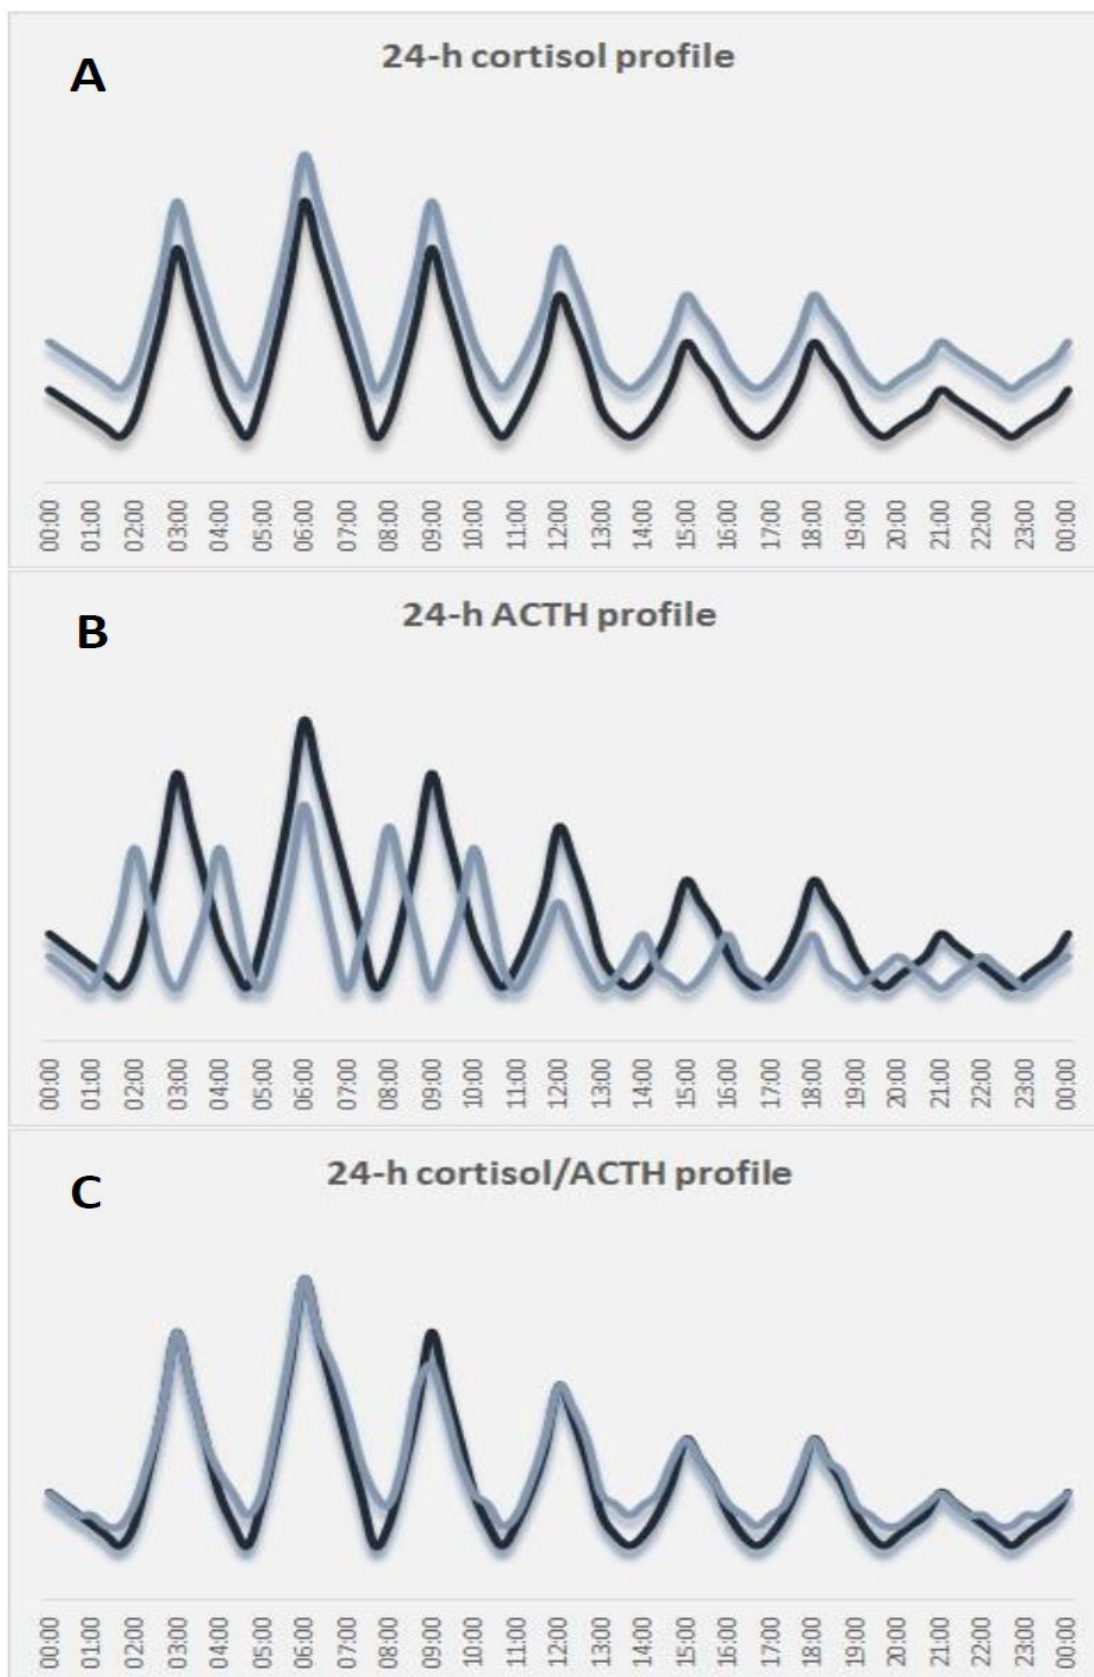 A
24-h cortisol profile
00:00 01:00 02:00 03:00 04:00 05:00 06:00 07:00 08:00 09:00 10:00 11:00 12:00 13:00 14:00 15:00 16:00 17:00 18:00 19:00 20:00 21:00 22:00 23:00 00:00
B
24-h ACTH profile
00:00 01:00 02:00 03:00 04:00 05:00 06:00 07:00 08:00 09:00 10:00 11:00 12:00 13:00 14:00 15:00 16:00 17:00 18:00 19:00 20:00 21:00 22:00 23:00 00:00
C
24-h cortisol/ACTH profile
00:00 01:00 02:00 03:00 04:00 05:00 06:00 07:00 08:00 09:00 10:00 11:00 12:00 13:00 14:00 15:00 16:00 17:00 18:00 19:00 20:00 21:00 22:00 23:00 00:00